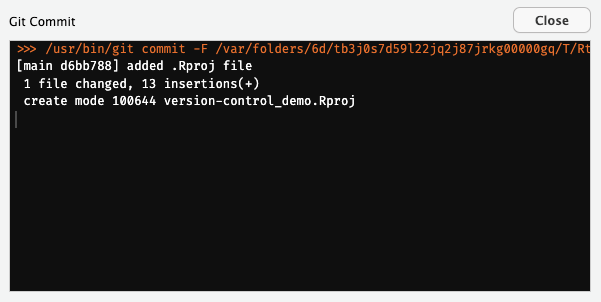 Git Commit
Close
>>> /usr/bin/git commit -F /var/folders/6d/tb3j0s7d59l22jq2j87jrkg00000gq/T/Rt
[main d6bb788] added .Rproj file
1 file changed, 13 insertions(+)
create mode 100644 version-control_demo.Rproj